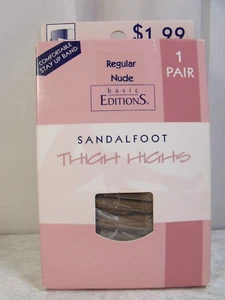 $1.99
COMFORTABLE
STAY UP BAND
Regular
Nude
basic
EDITIONS®
1
PAIR
SANDALFOOT
THIGH HIGHS